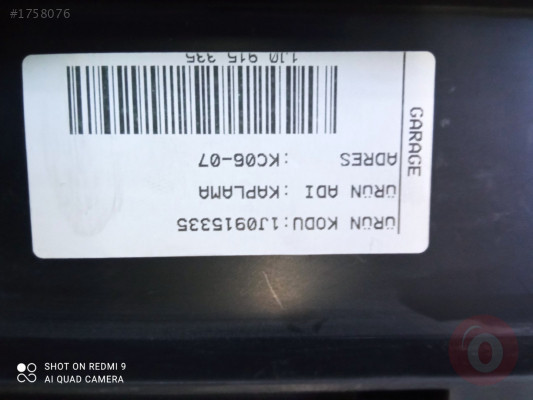 #1758076
GARAGE
ÜRÜN KODU:1J0915335
ÜRÜN ADI :KAPLAMA
ADRES :KC06-07
1J0 915 335
SHOT ON REDMI 9
AI QUAD CAMERA